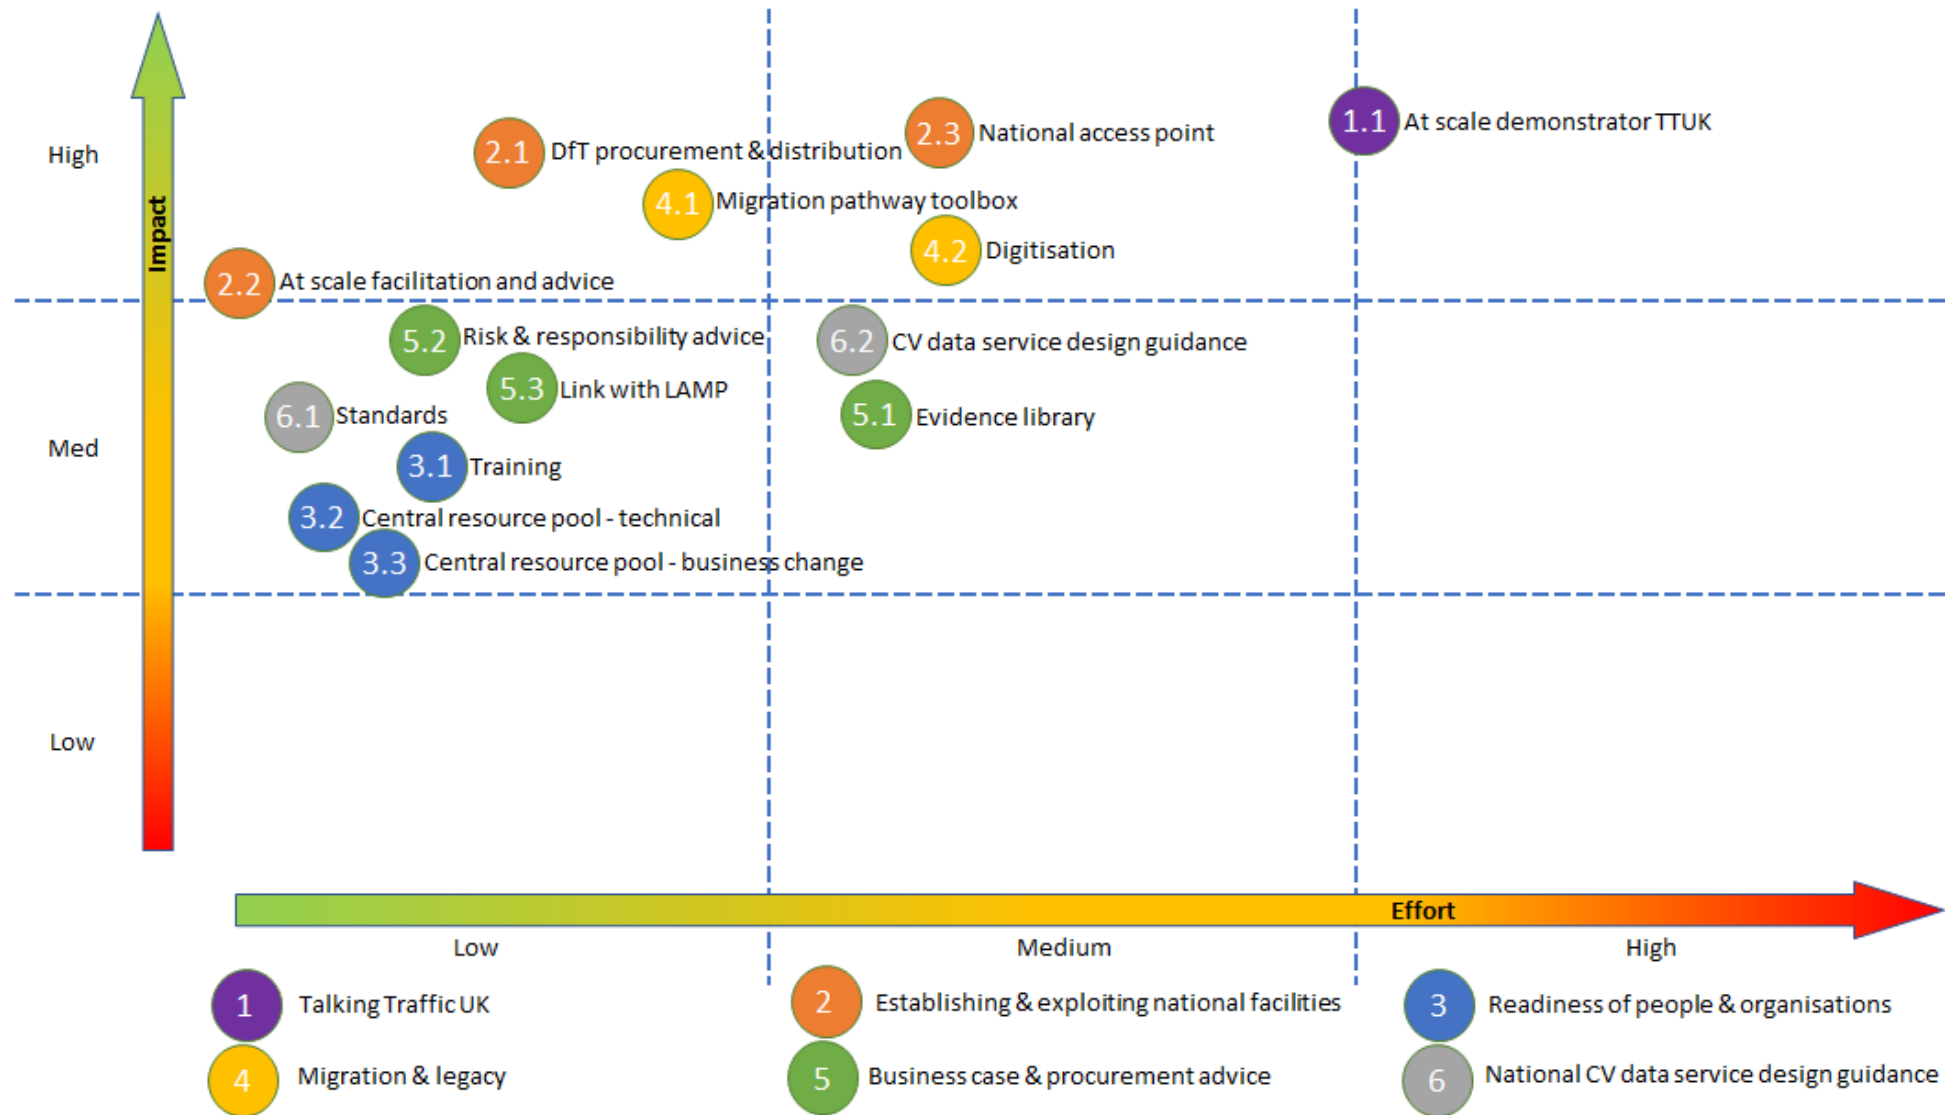 Impact
High
Med
Low
2.1 DfT procurement & distribution
2.3 National access point
1.1 At scale demonstrator TTUK
4.1 Migration pathway toolbox
4.2 Digitisation
2.2 At scale facilitation and advice
5.2 Risk & responsibility advice
6.2 CV data service design guidance
5.3 Link with LAMP
6.1 Standards
5.1 Evidence library
3.1 Training
3.2 Central resource pool - technical
3.3 Central resource pool - business change
Effort
Low
Medium
High
1 Talking Traffic UK
2 Establishing & exploiting national facilities
3 Readiness of people & organisations
4 Migration & legacy
5 Business case & procurement advice
6 National CV data service design guidance